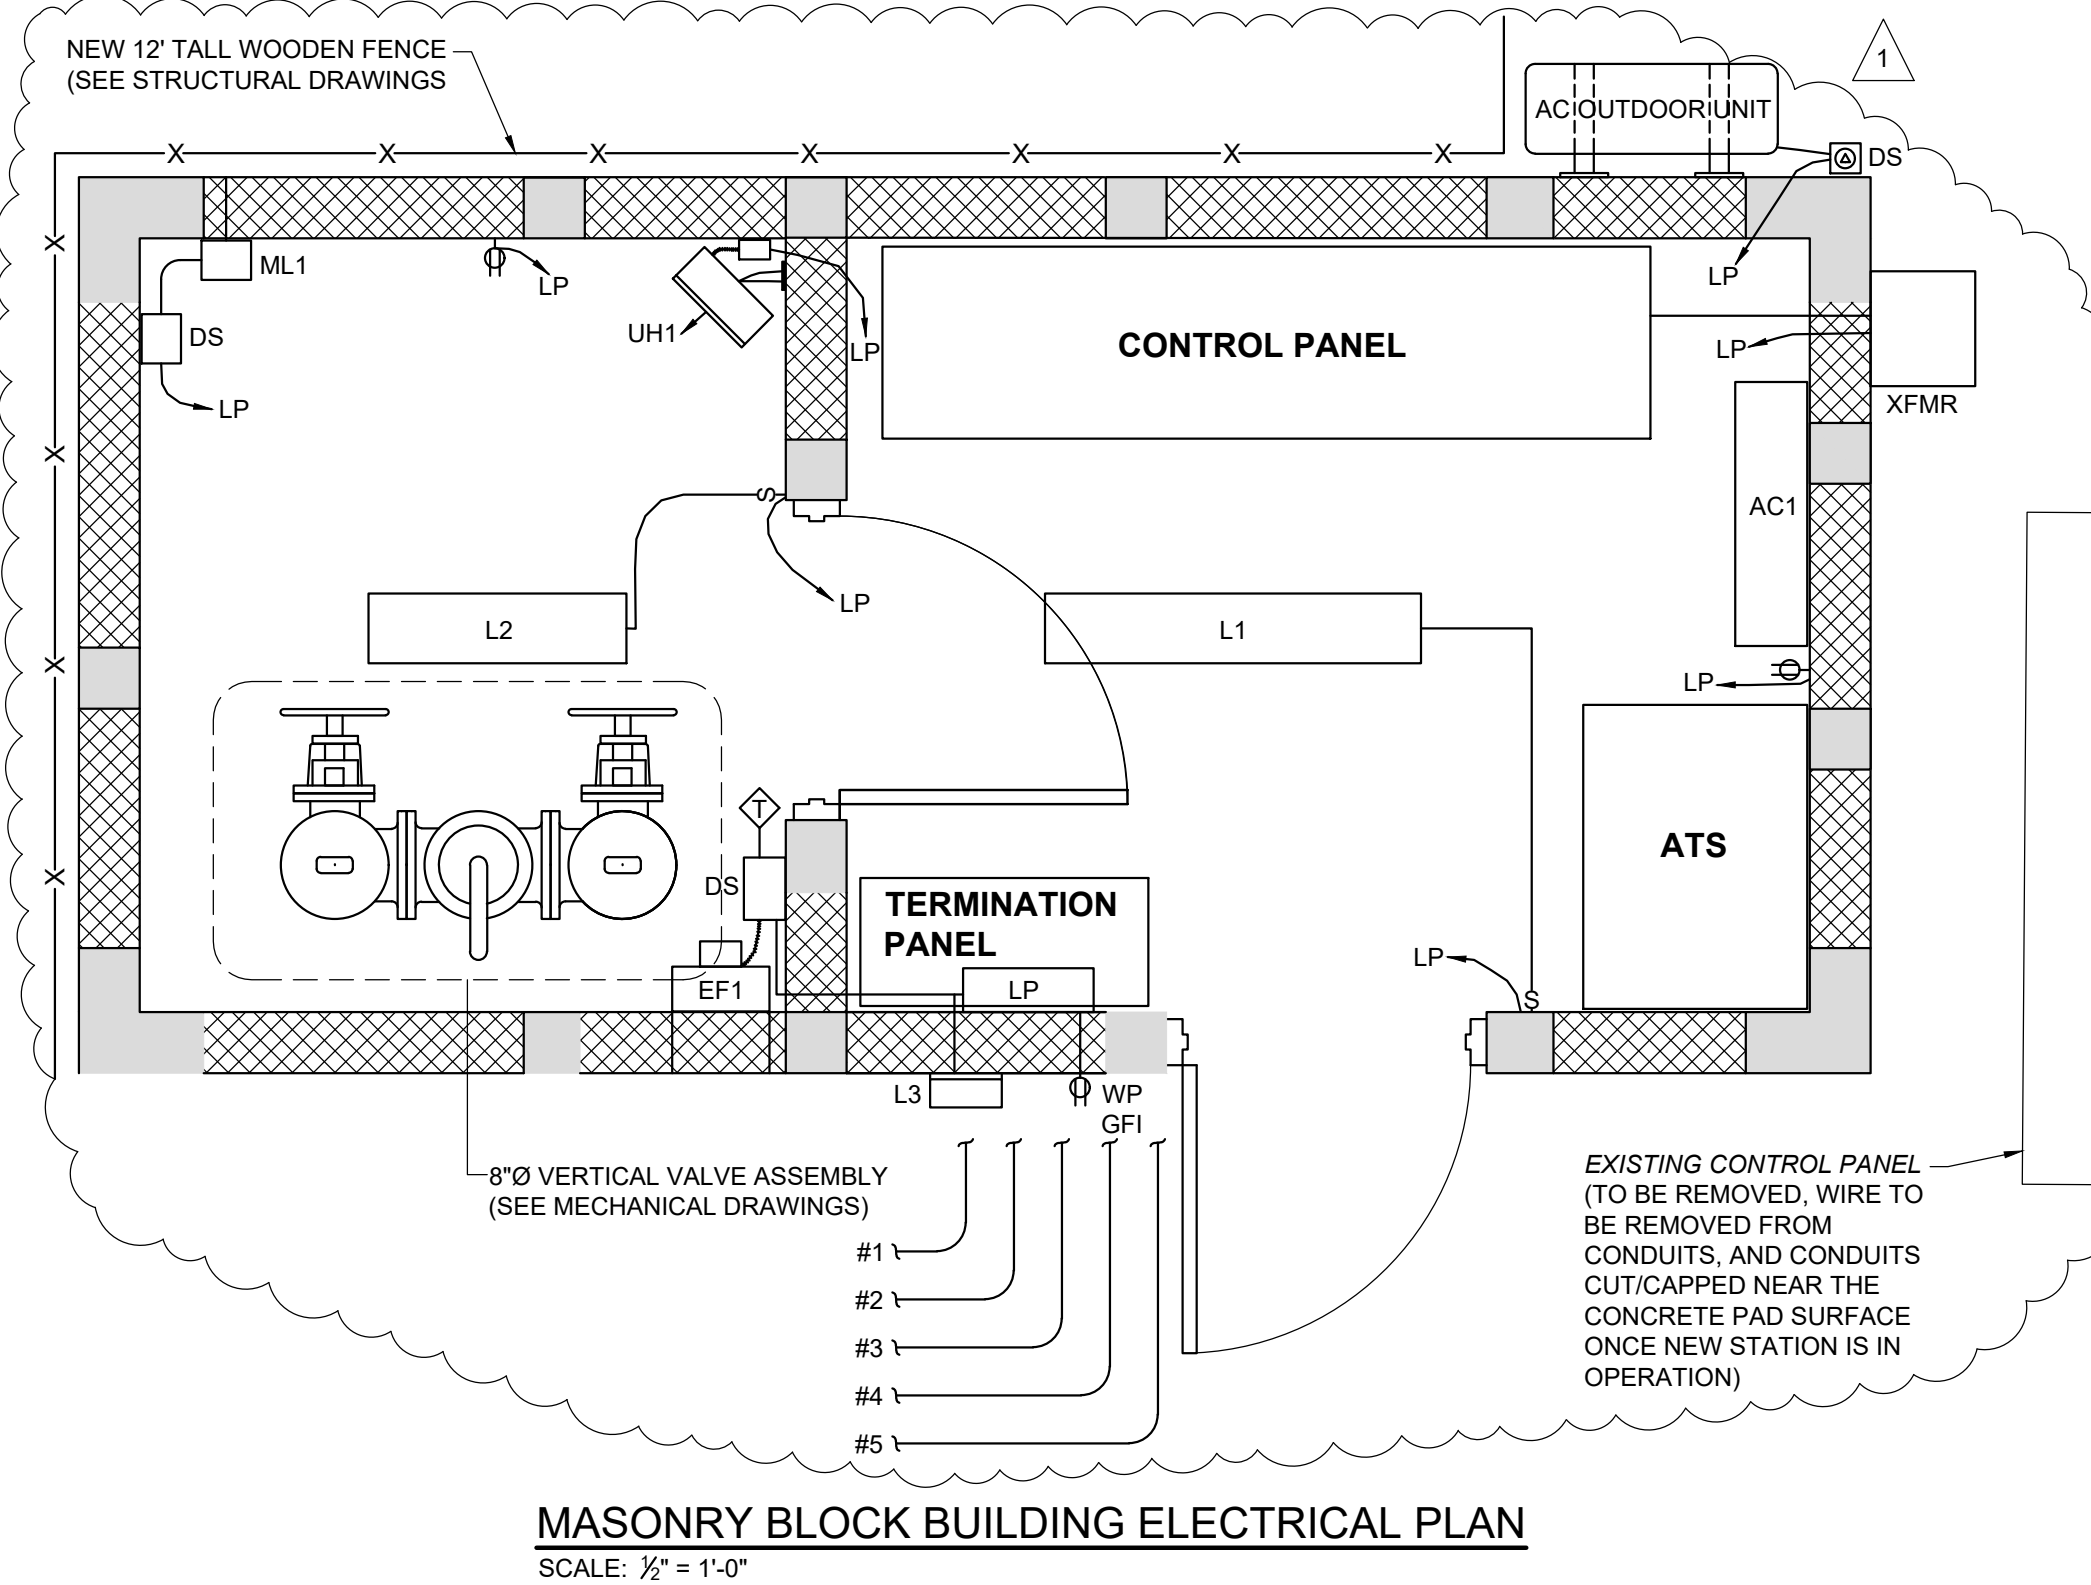 NEW 12' TALL WOODEN FENCE
(SEE STRUCTURAL DRAWINGS
1
AC OUTDOOR UNIT
DS
X X X X X X X
X
ML1
LP
UH1
LP
LP
DS
LP
CONTROL PANEL
LP
XFMR
X
S
AC1
LP
L2
L1
X
LP
T
ATS
DS
X
TERMINATION
PANEL
LP
EF1
LP
S
L3
WP
GFI
8"Ø VERTICAL VALVE ASSEMBLY
(SEE MECHANICAL DRAWINGS)
EXISTING CONTROL PANEL
(TO BE REMOVED, WIRE TO
BE REMOVED FROM
CONDUITS, AND CONDUITS
CUT/CAPPED NEAR THE
CONCRETE PAD SURFACE
ONCE NEW STATION IS IN
OPERATION)
#1
#2
#3
#4
#5
MASONRY BLOCK BUILDING ELECTRICAL PLAN
SCALE: ½" = 1'-0"